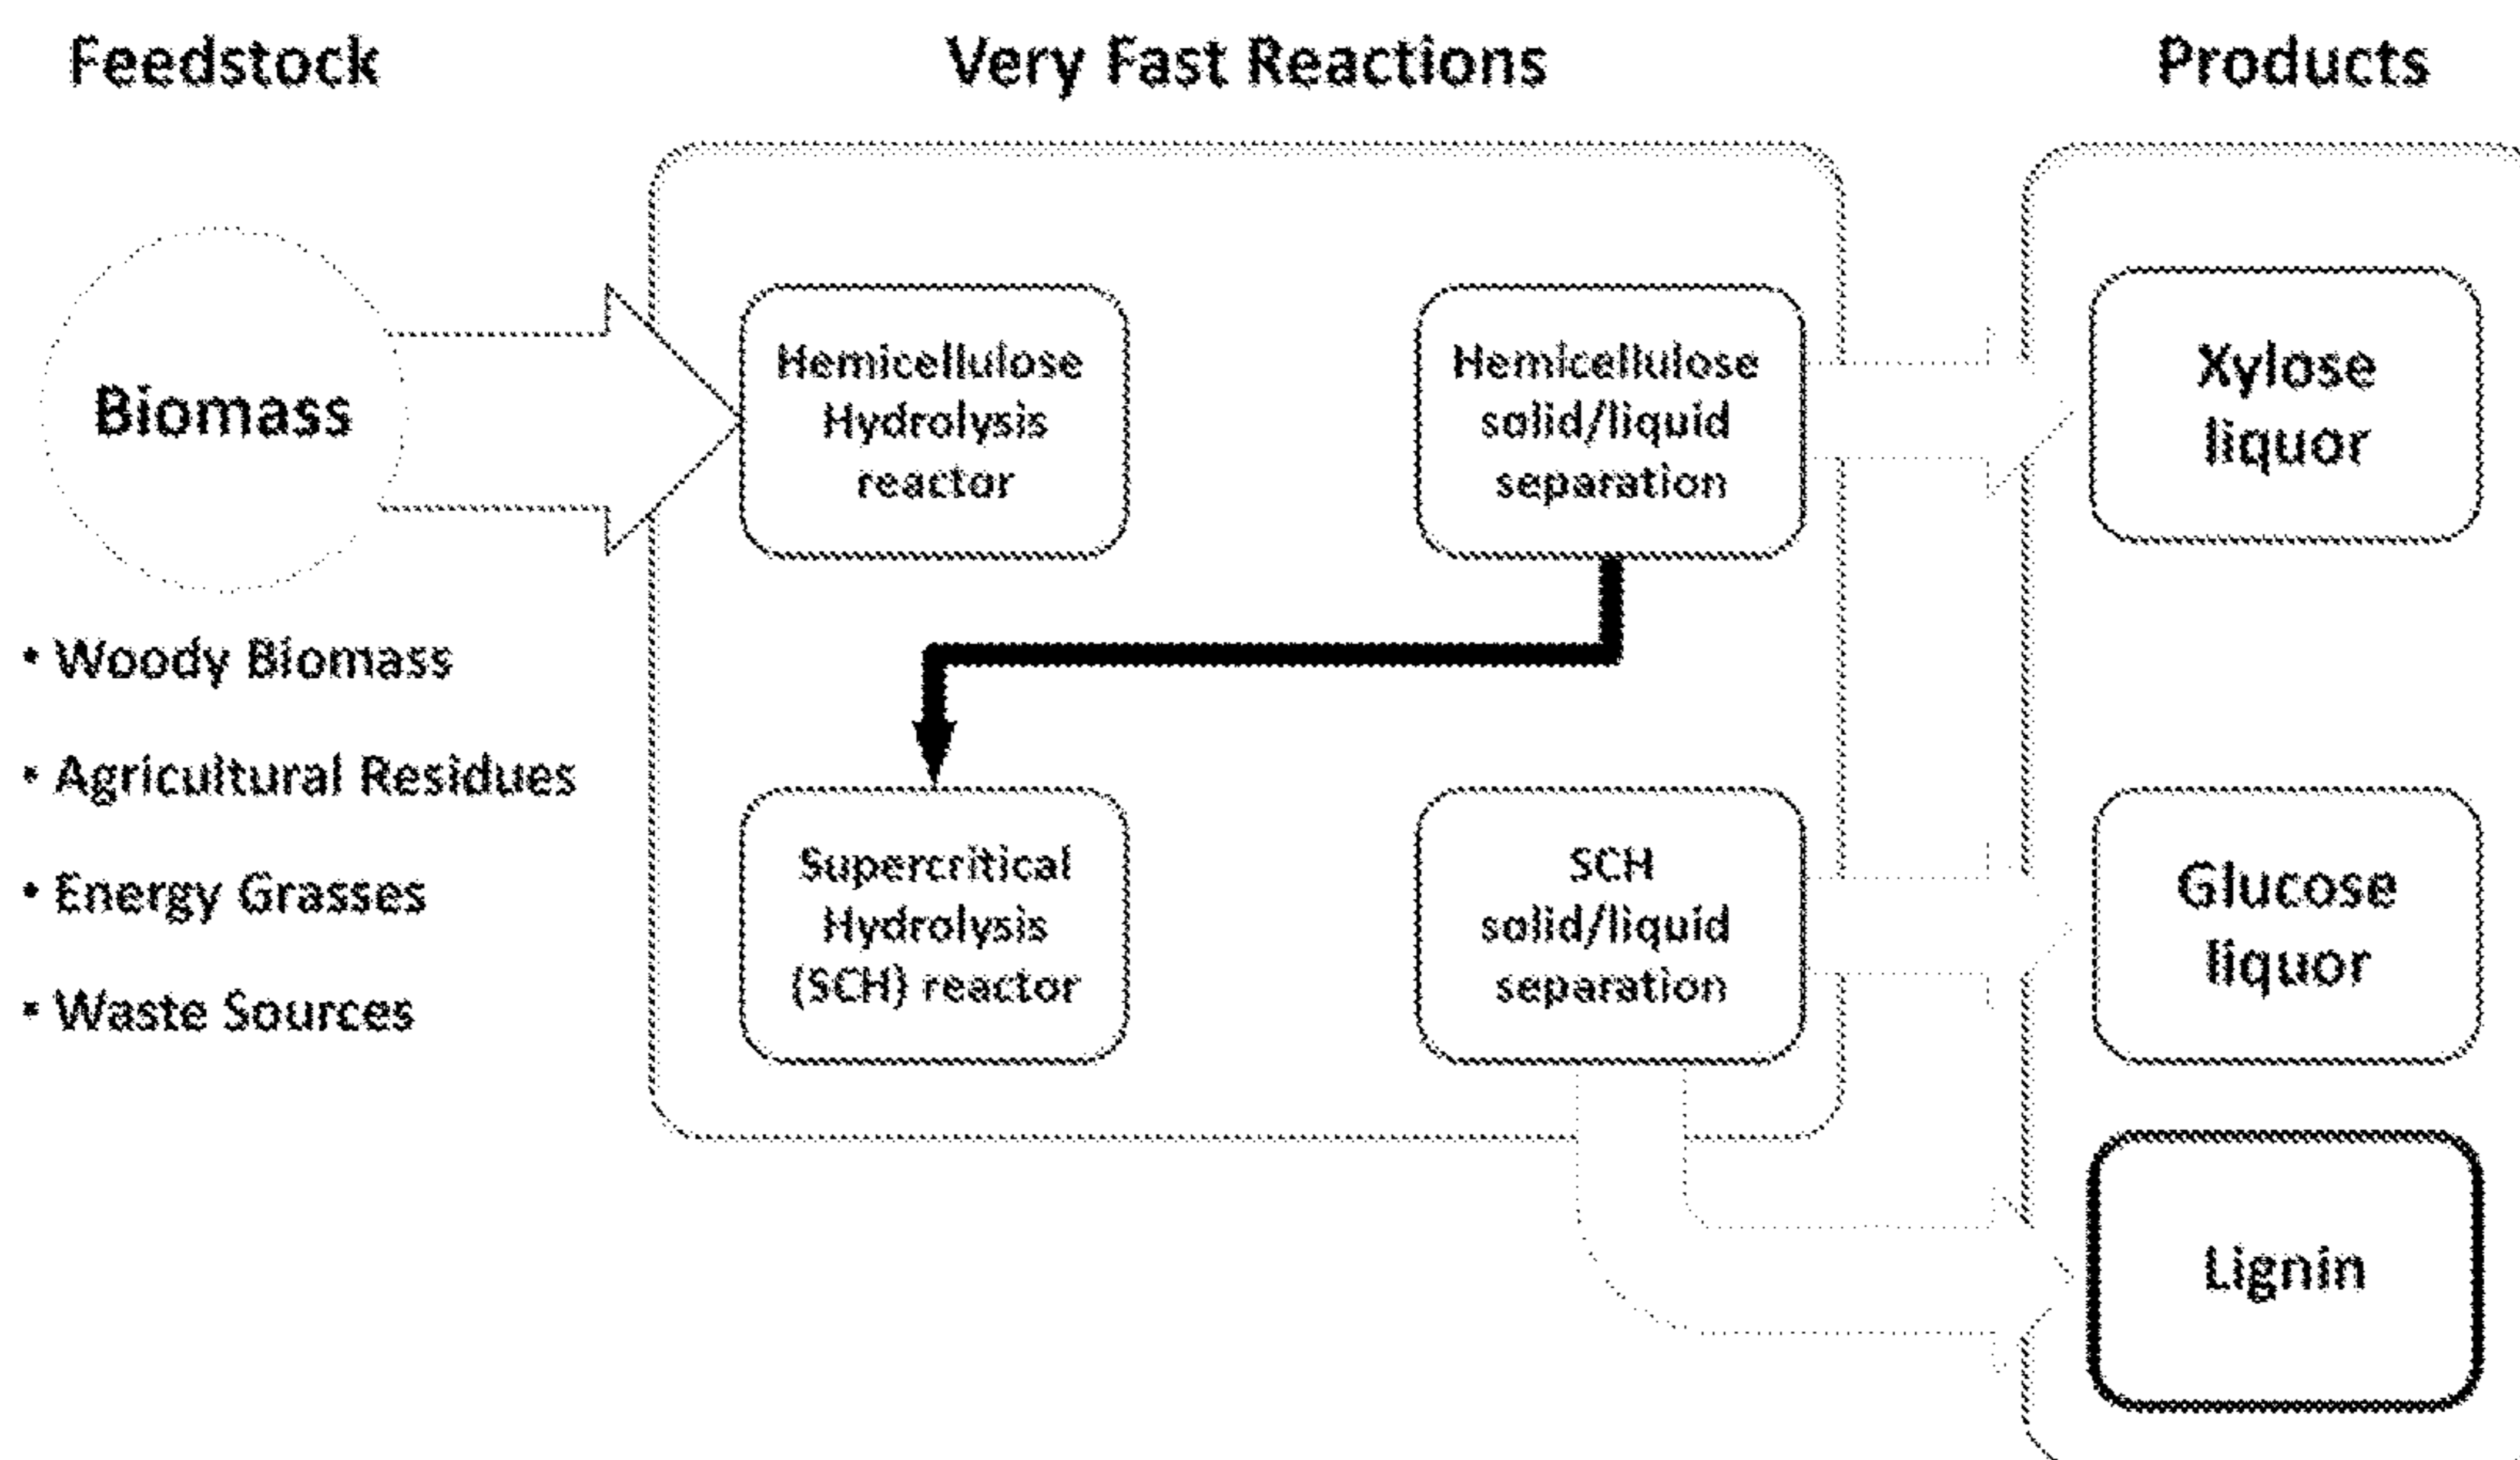 Feedstock
Very Fast Reactions
Products
Biomass
• Woody Biomass
• Agricultural Residues
• Energy Grasses
• Waste Sources
Hemicellulose
Hydrolysis
reactor
Hemicellulose
solid/liquid
separation
Supercritical
Hydrolysis
(SCH) reactor
SCH
solid/liquid
separation
Xylose
liquor
Glucose
liquor
Lignin